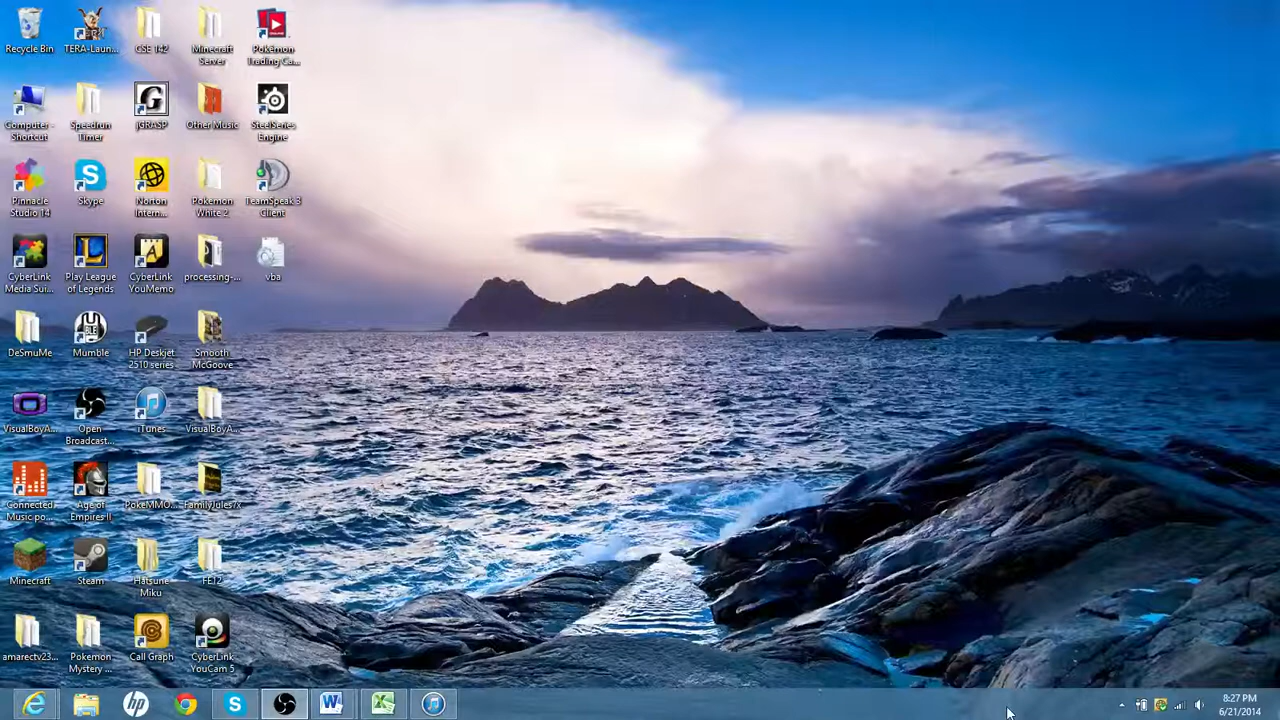 Recycle Bin
TERA-Laun...
CSE 142
Minecraft
Server
Pokémon
Trading Ca...
Computer -
Shortcut
Speedrun
Timer
jGRASP
Other Music
SteelSeries
Engine
Pinnacle
Studio 14
Skype
Norton
Intern...
Pokemon
White 2
TeamSpeak 3
Client
CyberLink
Media Sui...
Play League
of Legends
CyberLink
YouMemo
processing-...
vba
DeSmuMe
Mumble
HP Deskjet
2510 series
Smooth
McGroove
VisualBoyA...
Open
Broadcast...
iTunes
VisualBoyA...
Connected
Music po...
Age of
Empires II
PokeMMO...
FamilyJules7x
Minecraft
Steam
Hatsune
Miku
FE12
amarectv23...
Pokemon
Mystery ...
Call Graph
CyberLink
YouCam 5
8:27 PM
6/21/2014